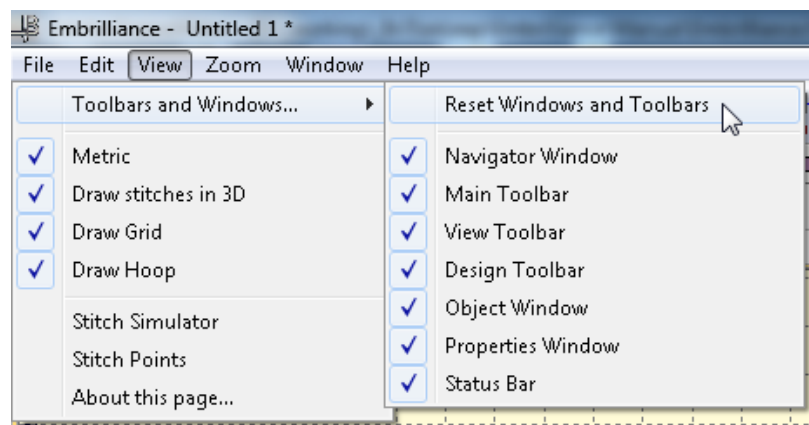 Embrilliance - Untitled 1 *
File Edit View Zoom Window Help
Toolbars and Windows...
Metric
Draw stitches in 3D
Draw Grid
Draw Hoop
Stitch Simulator
Stitch Points
About this page...
Reset Windows and Toolbars
Navigator Window
Main Toolbar
View Toolbar
Design Toolbar
Object Window
Properties Window
Status Bar